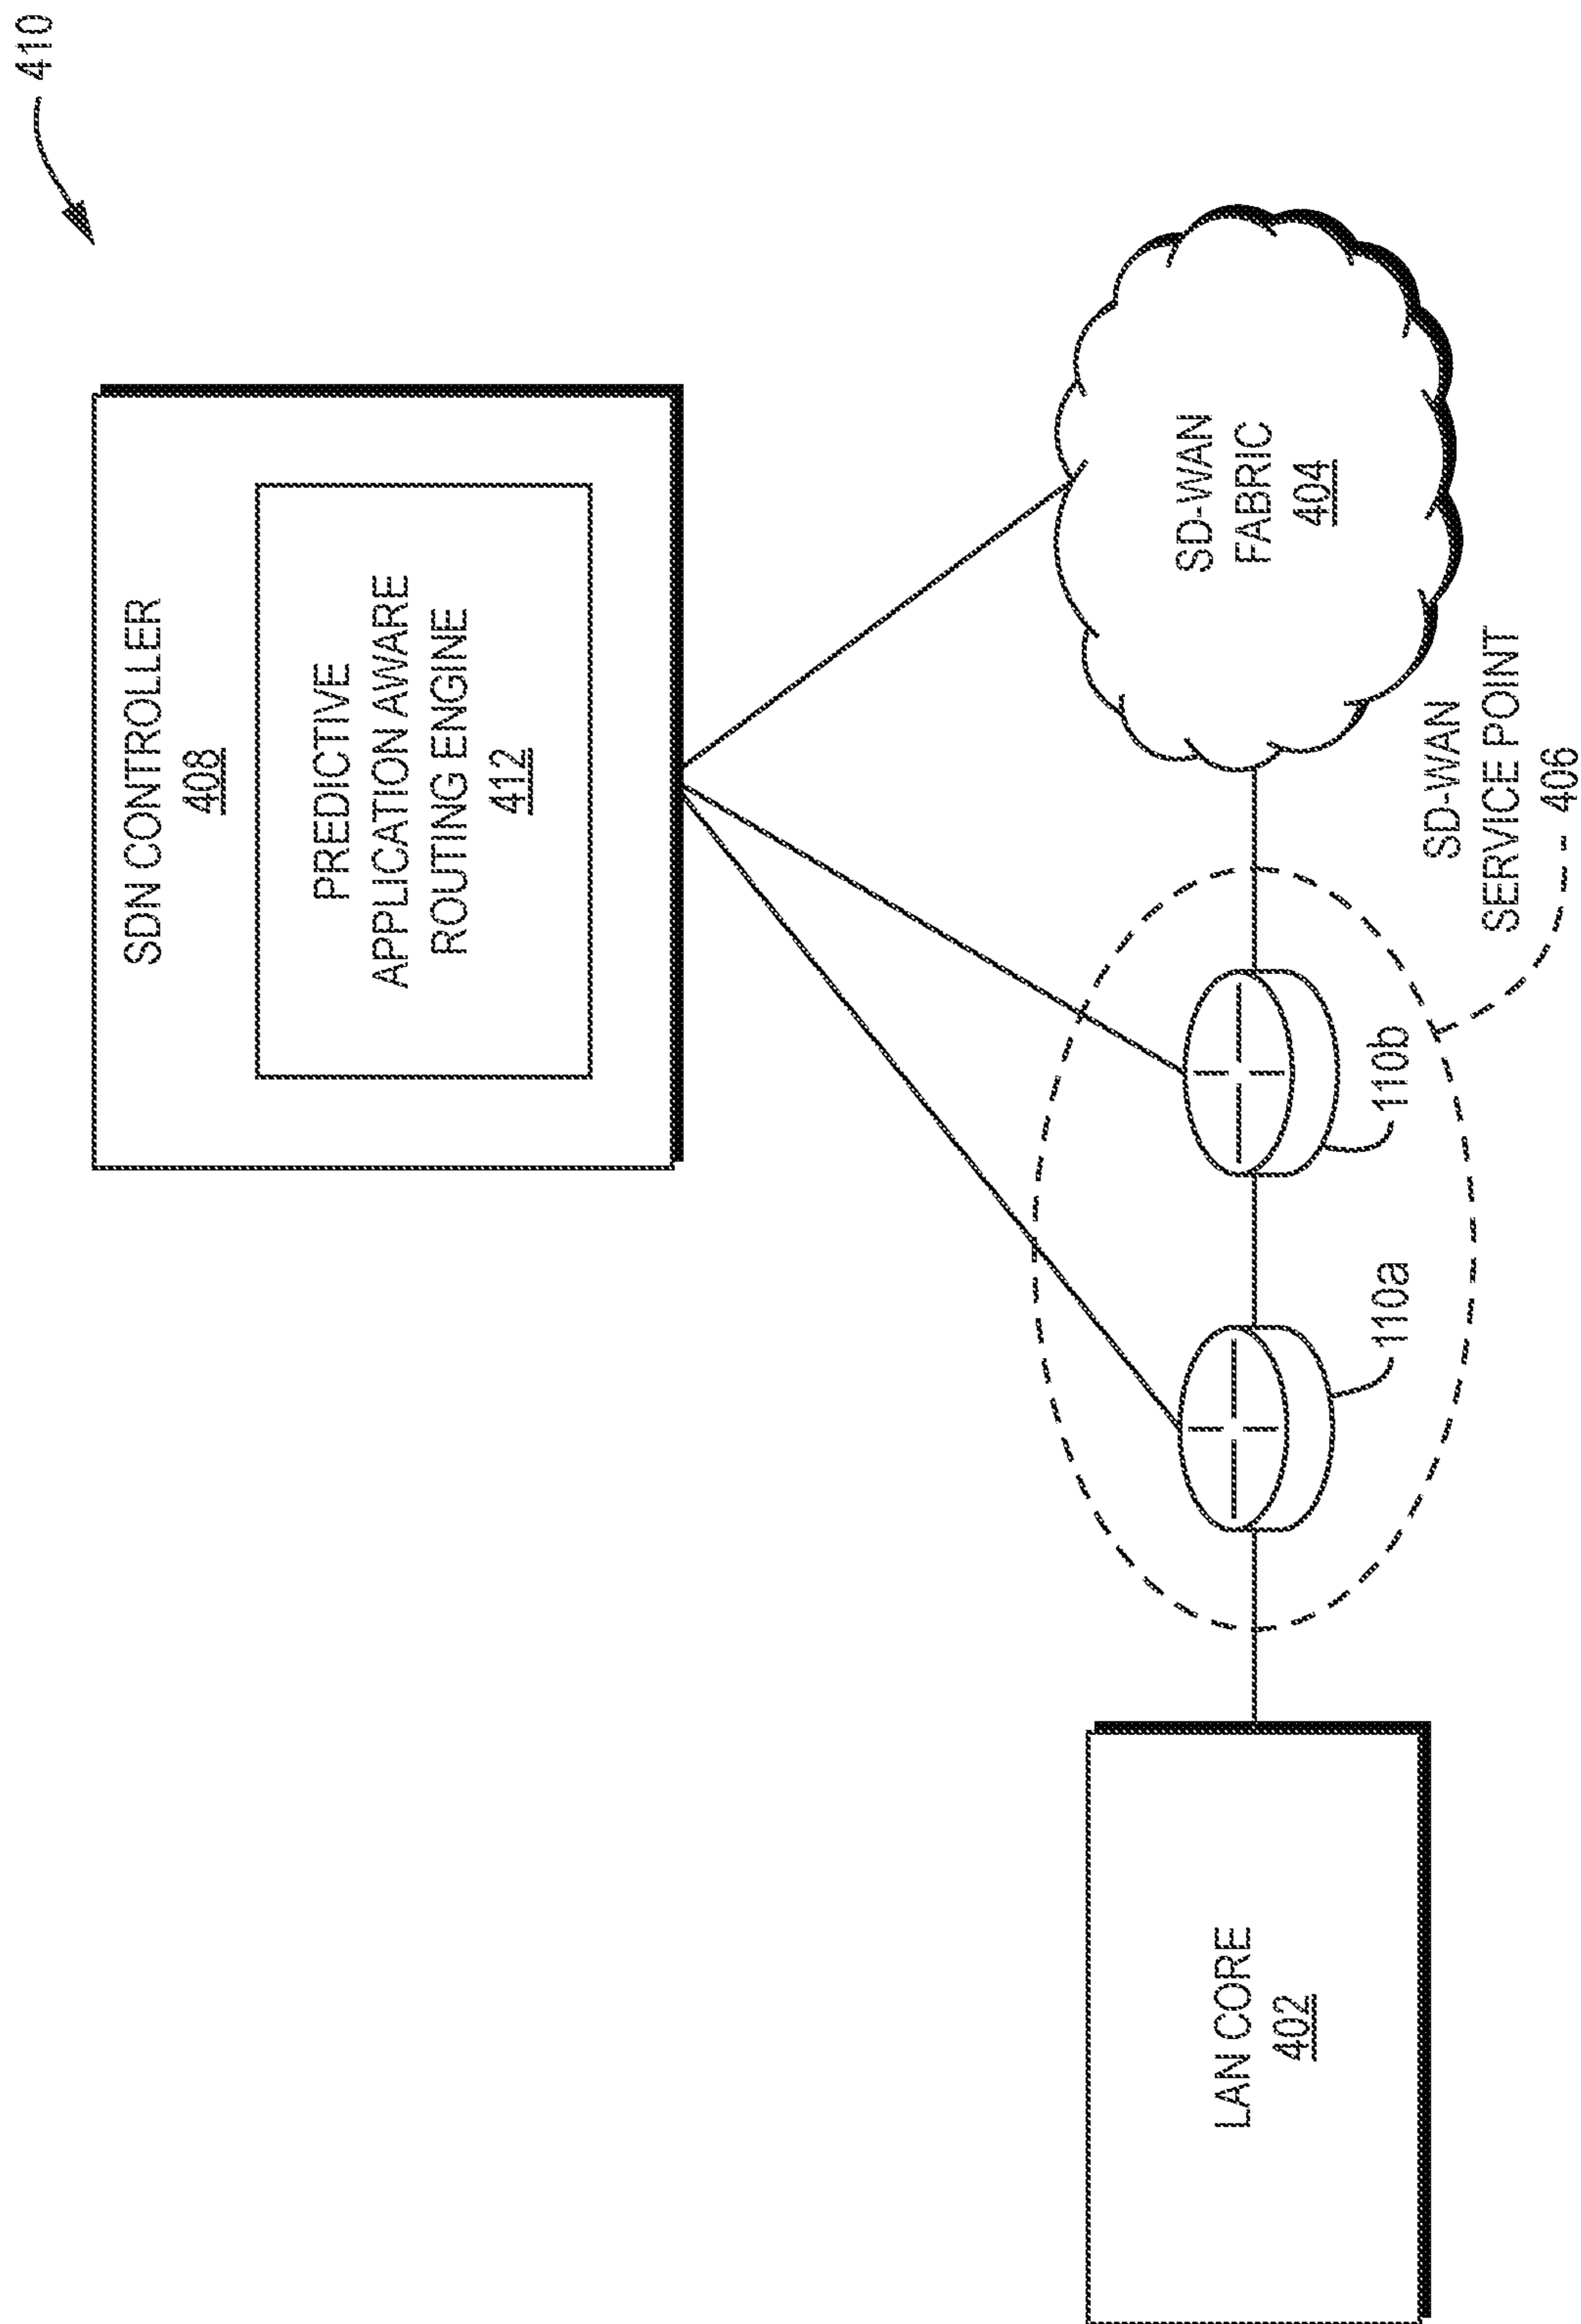 410
SDN CONTROLLER
408
PREDICTIVE
APPLICATION AWARE
ROUTING ENGINE
412
LAN CORE
402
110a
110b
SD-WAN
FABRIC
404
SD-WAN
SERVICE POINT
406